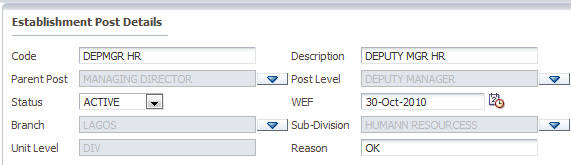 Establishment Post Details
Code DEPMGR HR Description DEPUTY MGR HR
Parent Post MANAGING DIRECTOR Post Level DEPUTY MANAGER
Status ACTIVE WEF 30-Oct-2010
Branch LAGOS Sub-Division HUMANN RESOURCESS
Unit Level DIV Reason OK